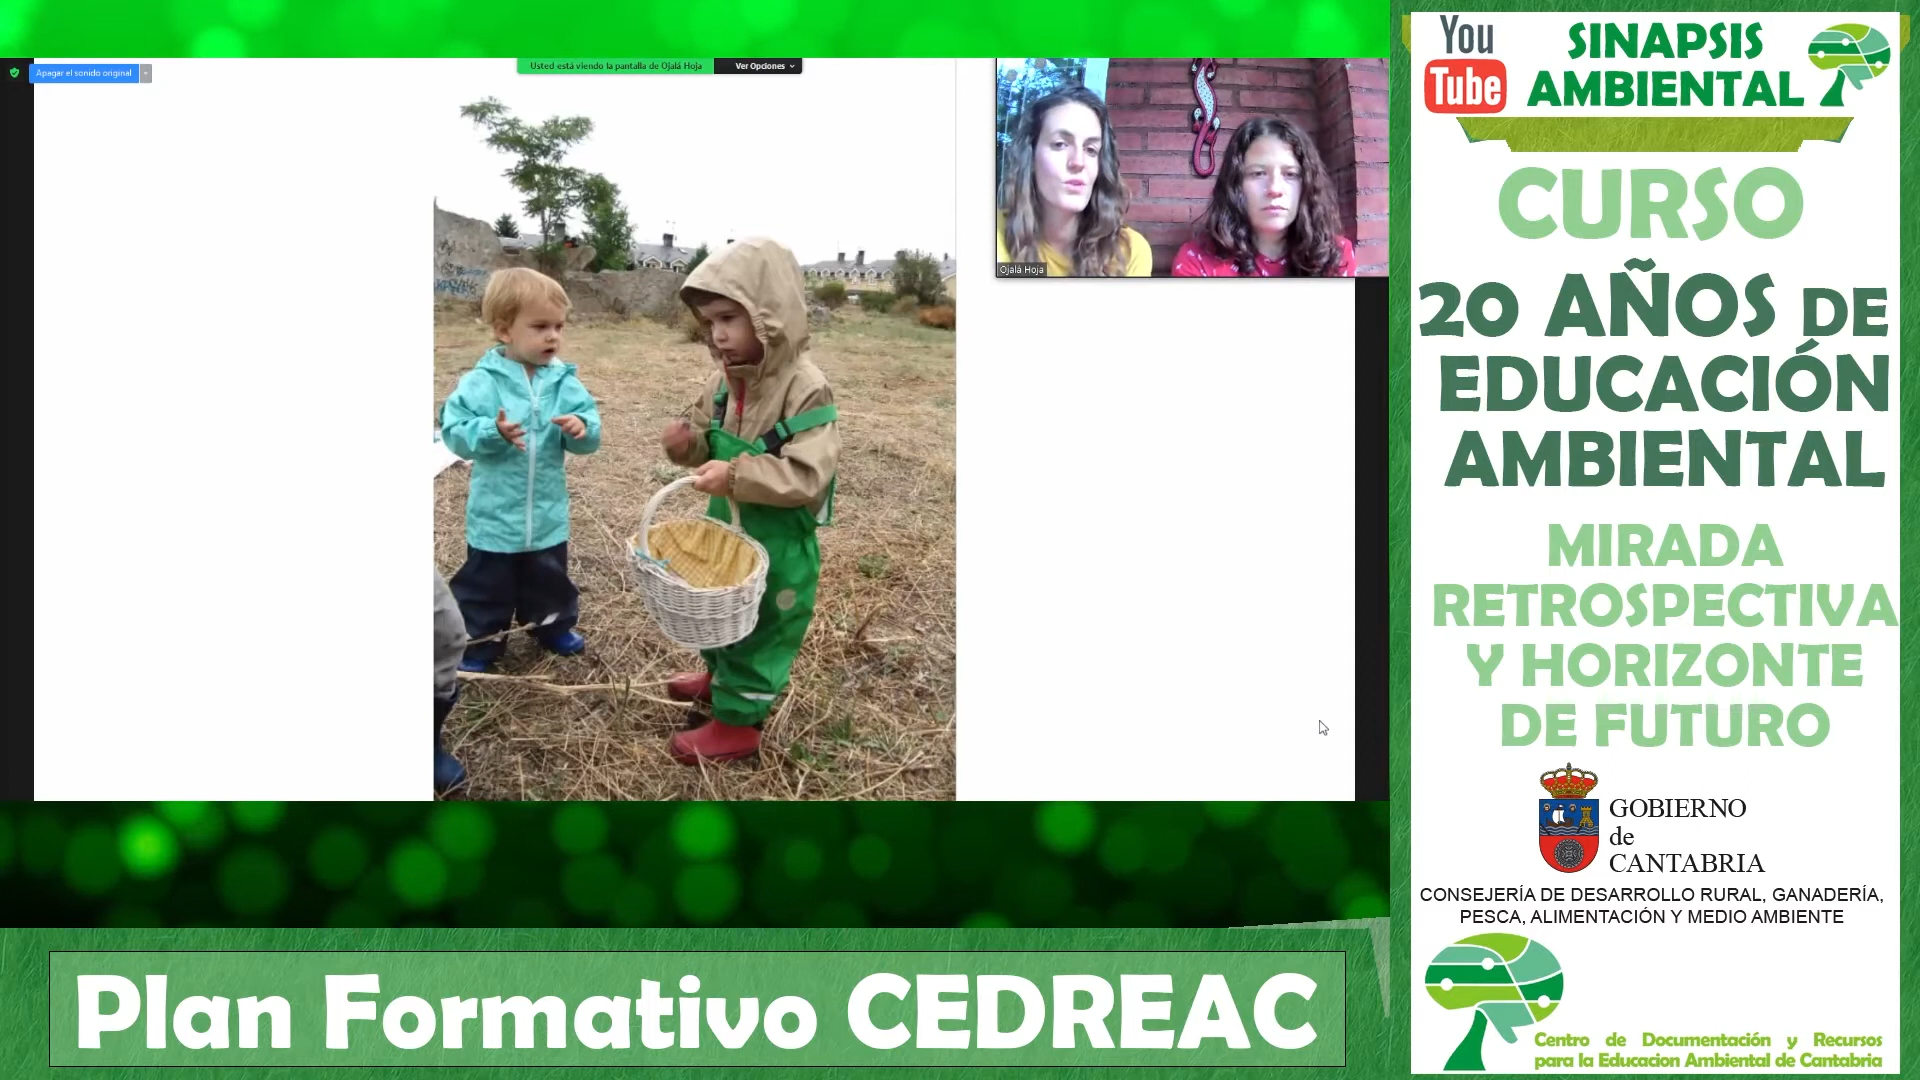 Apagar el sonido original
Usted está viendo la pantalla de Ojalá Hoja
Ver Opciones
Ojalá Hoja
You
Tube
SINAPSIS
AMBIENTAL
CURSO
20 AÑOS DE
EDUCACIÓN
AMBIENTAL
MIRADA
RETROSPECTIVA
Y HORIZONTE
DE FUTURO
GOBIERNO
de
CANTABRIA
CONSEJERÍA DE DESARROLLO RURAL, GANADERÍA,
PESCA, ALIMENTACIÓN Y MEDIO AMBIENTE
Centro de Documentación y Recursos
para la Educacion Ambiental de Cantabria
Plan Formativo CEDREAC